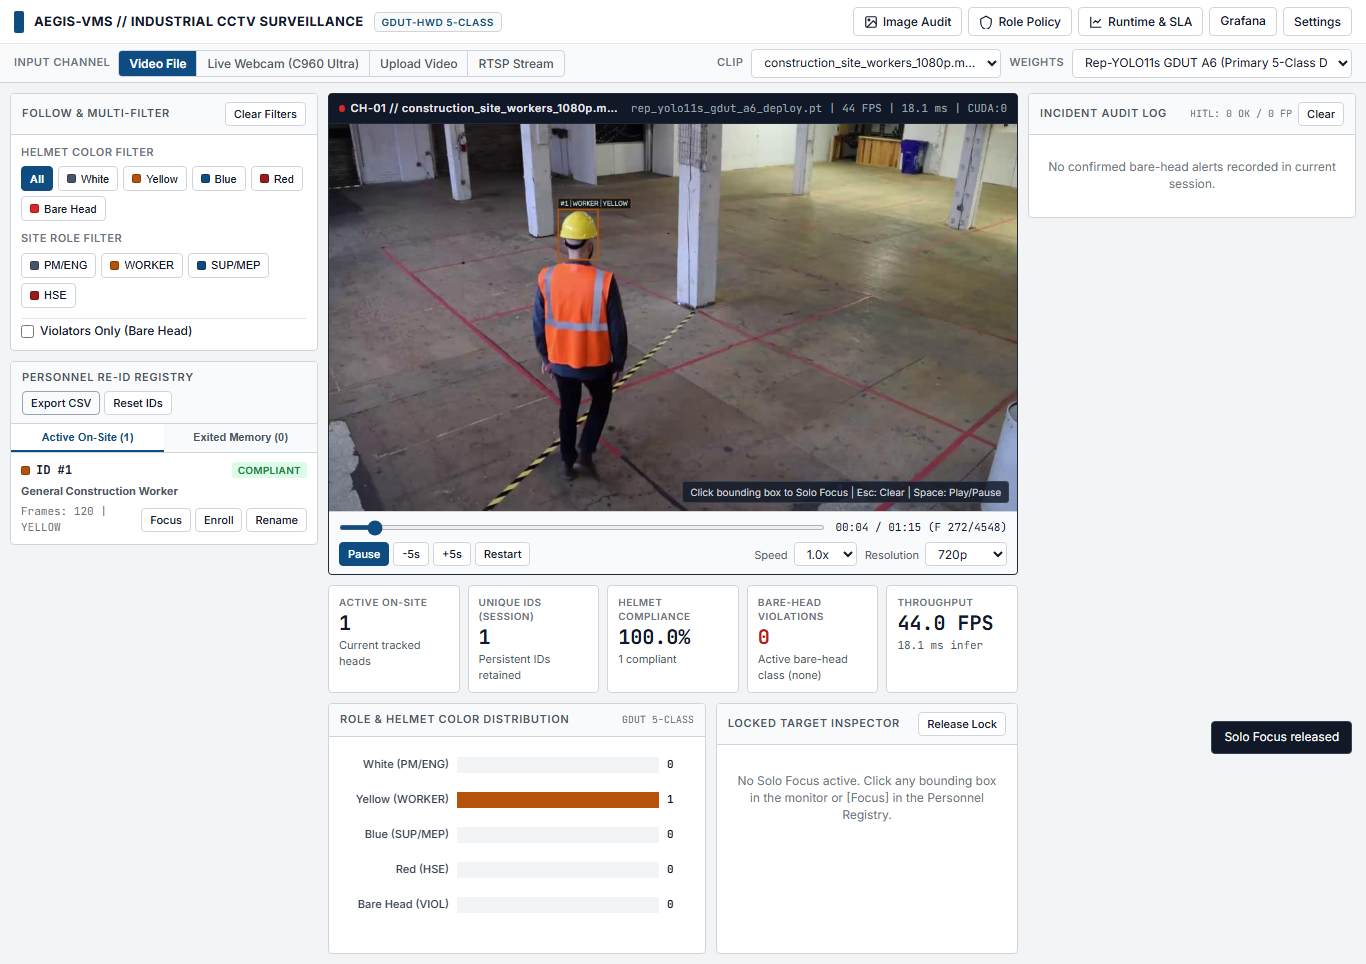 AEGIS-VMS // INDUSTRIAL CCTV SURVEILLANCE
GDUT-HWD 5-CLASS
Image Audit
Role Policy
Runtime & SLA
Grafana
Settings
INPUT CHANNEL
Video File
Live Webcam (C960 Ultra)
Upload Video
RTSP Stream
CLIP
construction_site_workers_1080p.m...
WEIGHTS
Rep-YOLO11s GDUT A6 (Primary 5-Class D
FOLLOW & MULTI-FILTER
Clear Filters
HELMET COLOR FILTER
All
White
Yellow
Blue
Red
Bare Head
SITE ROLE FILTER
PM/ENG
WORKER
SUP/MEP
HSE
Violators Only (Bare Head)
PERSONNEL RE-ID REGISTRY
Export CSV
Reset IDs
Active On-Site (1)
Exited Memory (0)
ID #1
COMPLIANT
General Construction Worker
Frames: 120 |
YELLOW
Focus
Enroll
Rename
CH-01 // construction_site_workers_1080p.m...
rep_yolo11s_gdut_a6_deploy.pt | 44 FPS | 18.1 ms | CUDA:0
#1 | WORKER | YELLOW
Click bounding box to Solo Focus | Esc: Clear | Space: Play/Pause
00:04 / 01:15 (F 272/4548)
Pause
-5s
+5s
Restart
Speed
1.0x
Resolution
720p
ACTIVE ON-SITE
1
Current tracked
heads
UNIQUE IDS
(SESSION)
1
Persistent IDs
retained
HELMET
COMPLIANCE
100.0%
1 compliant
BARE-HEAD
VIOLATIONS
0
Active bare-head
class (none)
THROUGHPUT
44.0 FPS
18.1 ms infer
ROLE & HELMET COLOR DISTRIBUTION
GDUT 5-CLASS
White (PM/ENG)
0
Yellow (WORKER)
1
Blue (SUP/MEP)
0
Red (HSE)
0
Bare Head (VIOL)
0
LOCKED TARGET INSPECTOR
Release Lock
No Solo Focus active. Click any bounding box
in the monitor or [Focus] in the Personnel
Registry.
INCIDENT AUDIT LOG
HITL: 0 OK / 0 FP
Clear
No confirmed bare-head alerts recorded in current
session.
Solo Focus released